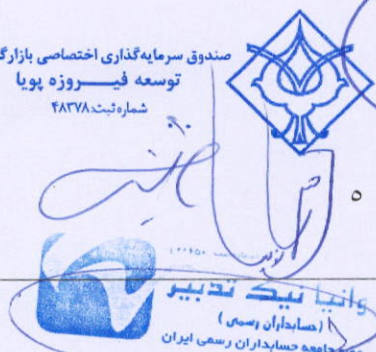 صندوق سرمایه‌گذاری اختصاصی بازارگ
توسعه فیـــروزه پویا
شماره ثبت: ۴۸۳۷۸
۵
وانیا نیک تدبیر
(حسابداران رسمی)
جامعه حسابداران رسمی ایران